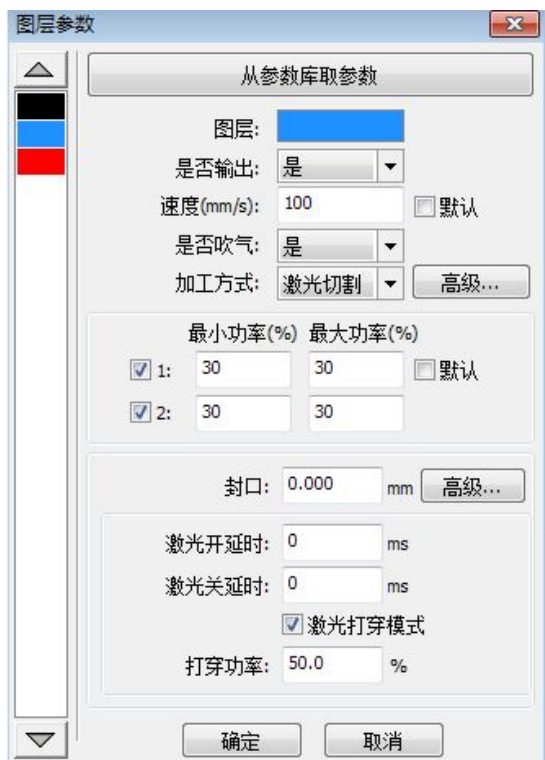 图层参数
从参数库取参数
图层:
是否输出: 是
速度(mm/s): 100 默认
是否吹气: 是
加工方式: 激光切割 高级...
最小功率(%) 最大功率(%)
1: 30 30 默认
2: 30 30
封口: 0.000 mm 高级...
激光开延时: 0 ms
激光关延时: 0 ms
激光打穿模式
打穿功率: 50.0 %
确定 取消